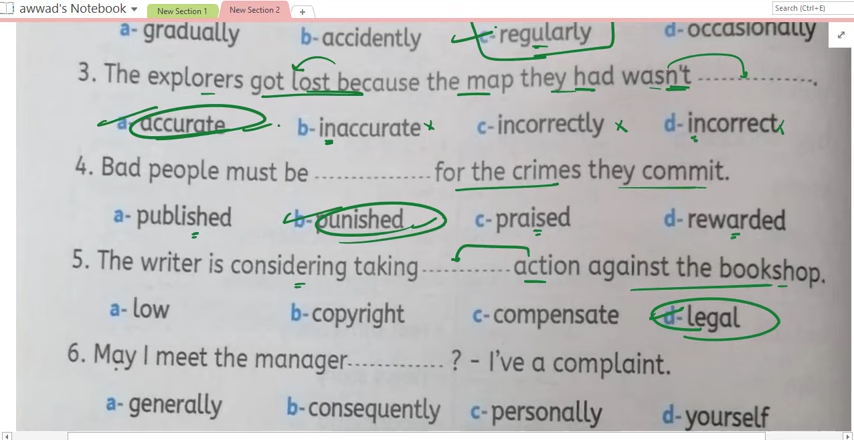 awwad's Notebook
New Section 1
New Section 2
+
Search (Ctrl+E)
a- gradually b- accidently c- regularly d- occasionally
3. The explorers got lost because the map they had wasn't ................
a- accurate b- inaccurate x c- incorrectly x d- incorrect x
4. Bad people must be ................ for the crimes they commit.
a- published b- punished c- praised d- rewarded
5. The writer is considering taking ............ action against the bookshop.
a- low b- copyright c- compensate d- legal
6. May I meet the manager ............ ? - I've a complaint.
a- generally b- consequently c- personally d- yourself